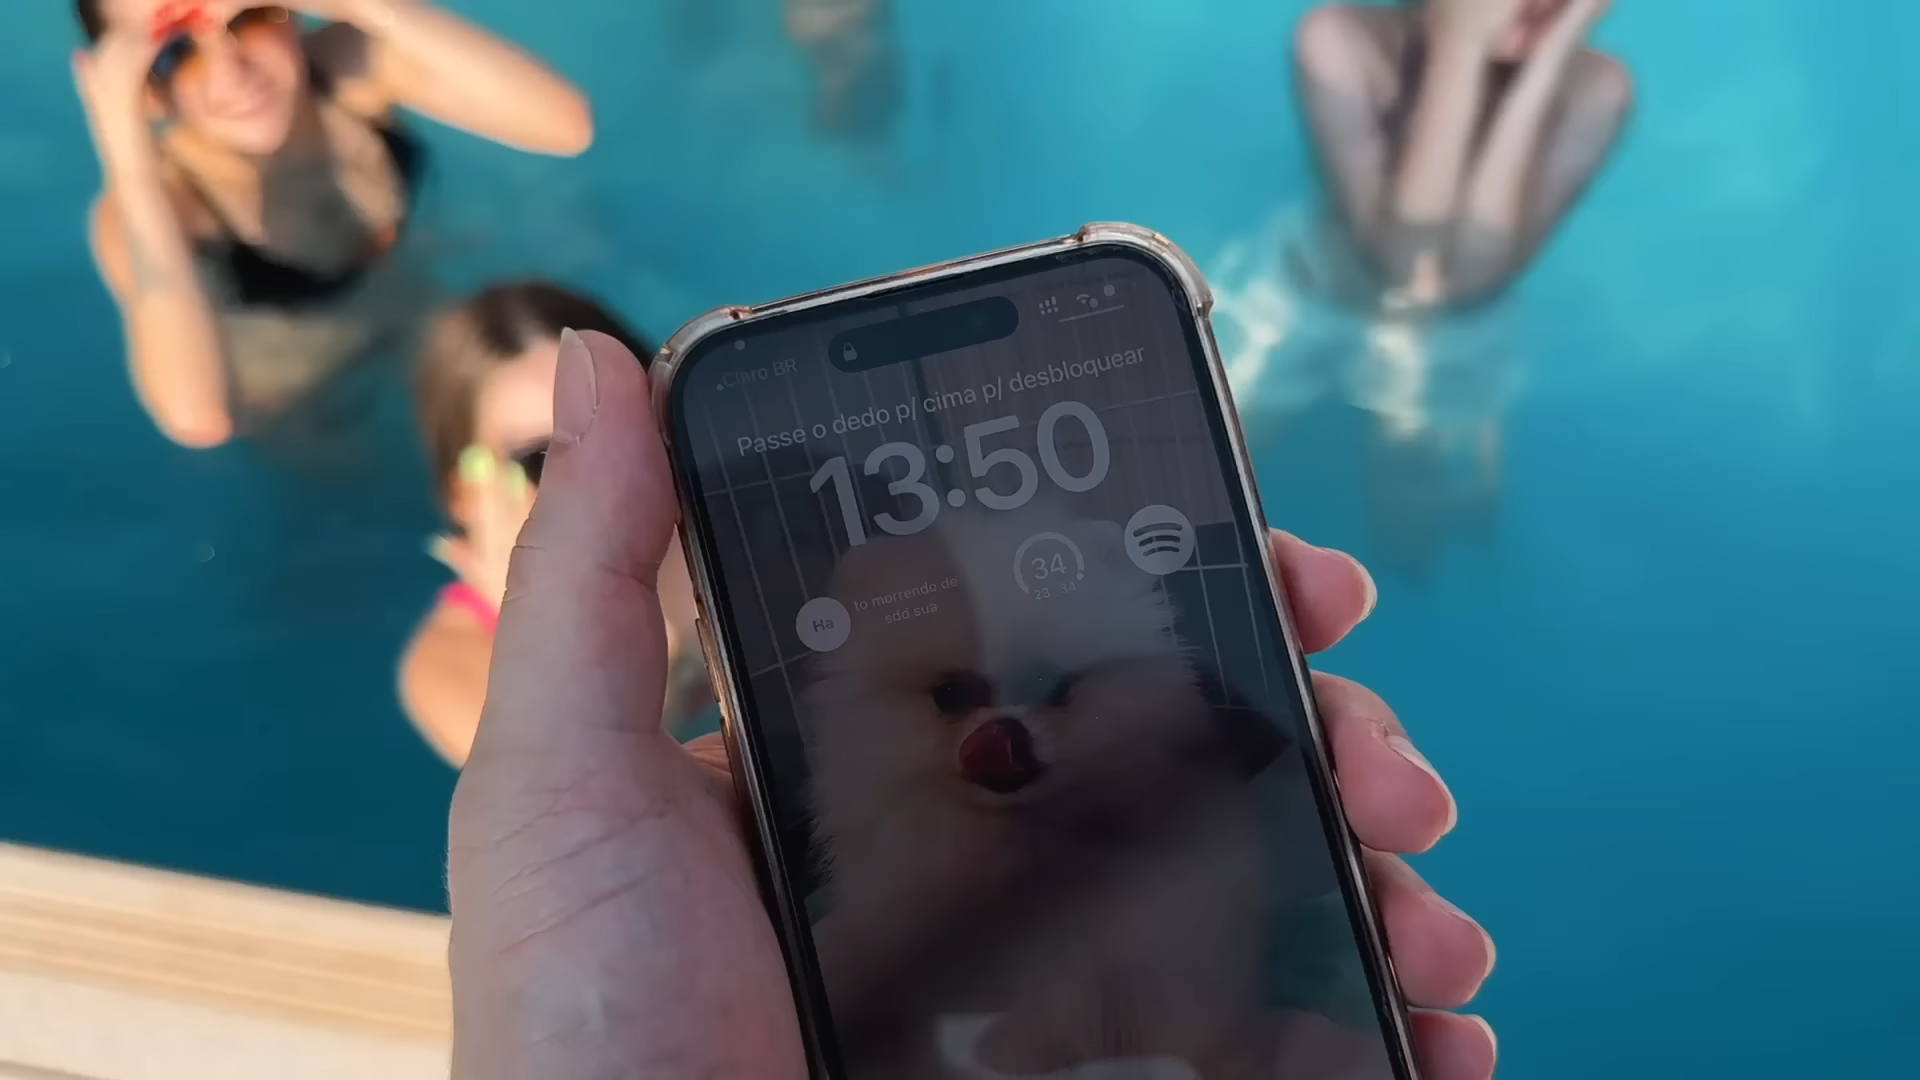 Claro BR
Passe o dedo p/ cima p/ desbloquear
13:50
Ha
to morrendo de
sdd sua
34
23 34